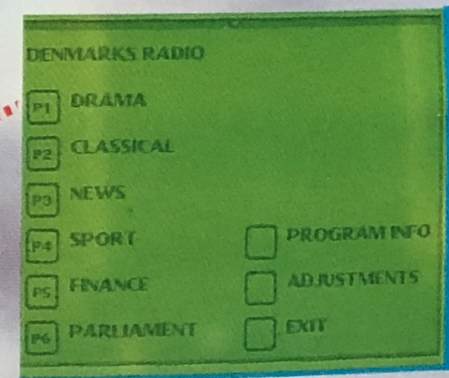 DENMARKS RADIO
P1 DRAMA
P2 CLASSICAL
P3 NEWS
P4 SPORT PROGRAM INFO
P5 FINANCE ADJUSTMENTS
P6 PARLIAMENT EXIT